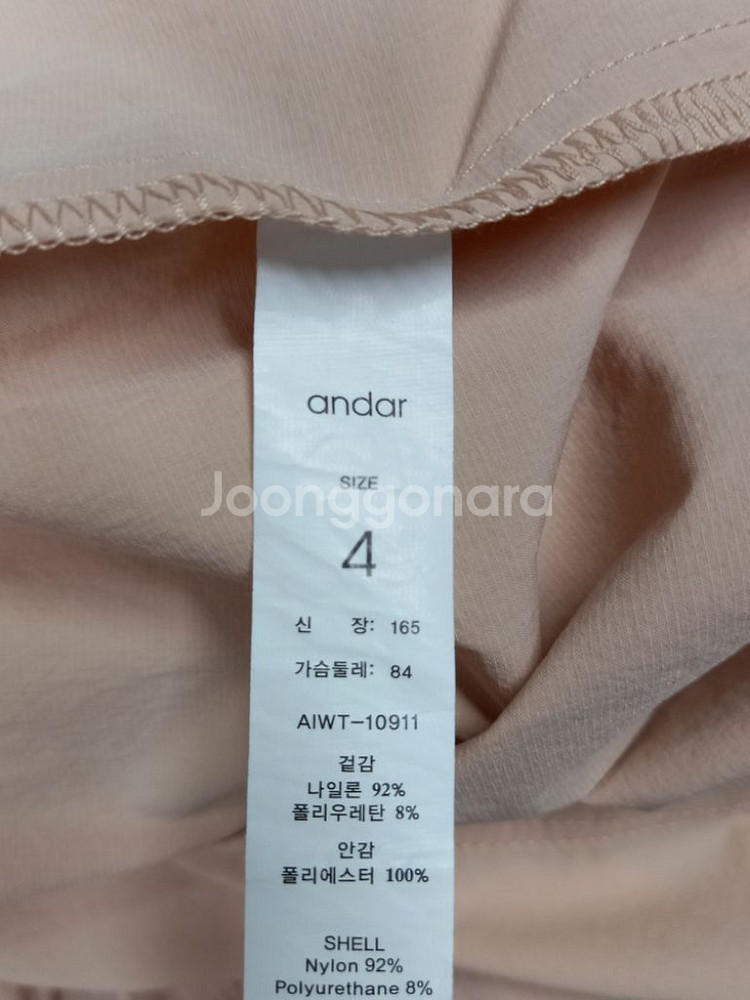 andar
SIZE
Joonggonara
4
신 장: 165
가슴둘레: 84
AIWT-10911
겉감
나일론 92%
폴리우레탄 8%
안감
폴리에스터 100%
SHELL
Nylon 92%
Polyurethane 8%